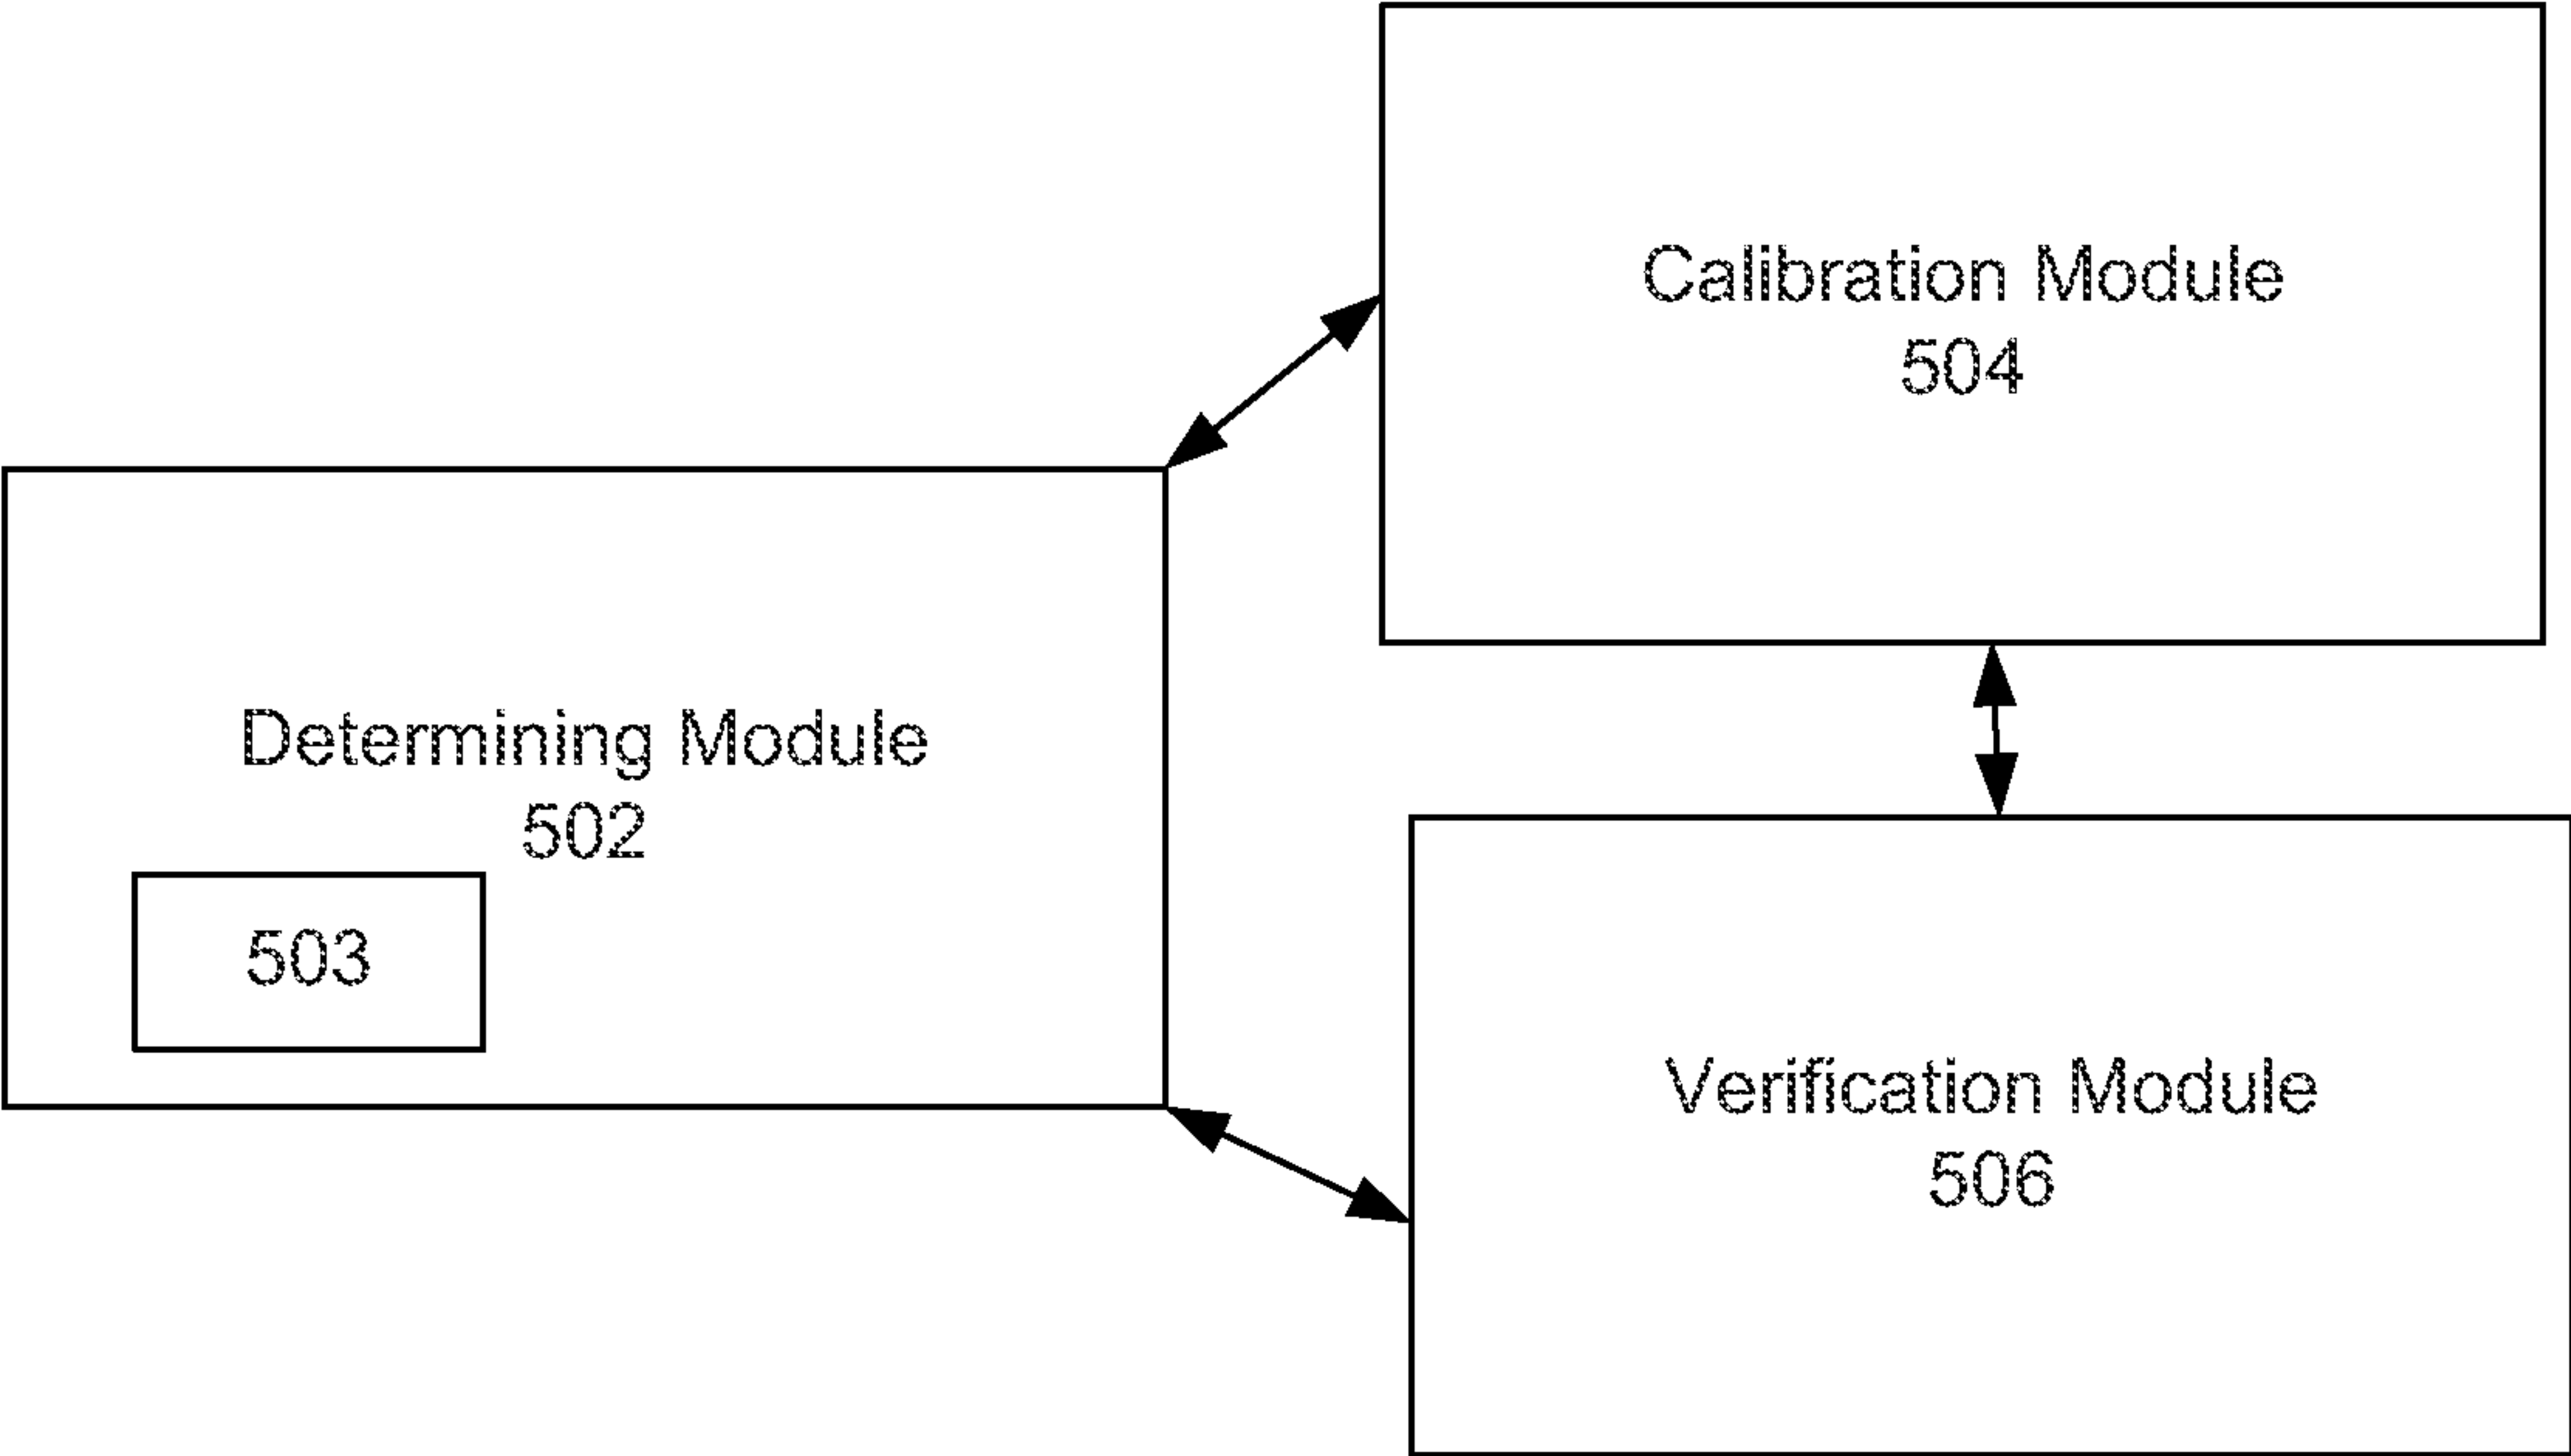 Calibration Module
504
Determining Module
502
503
Verification Module
506